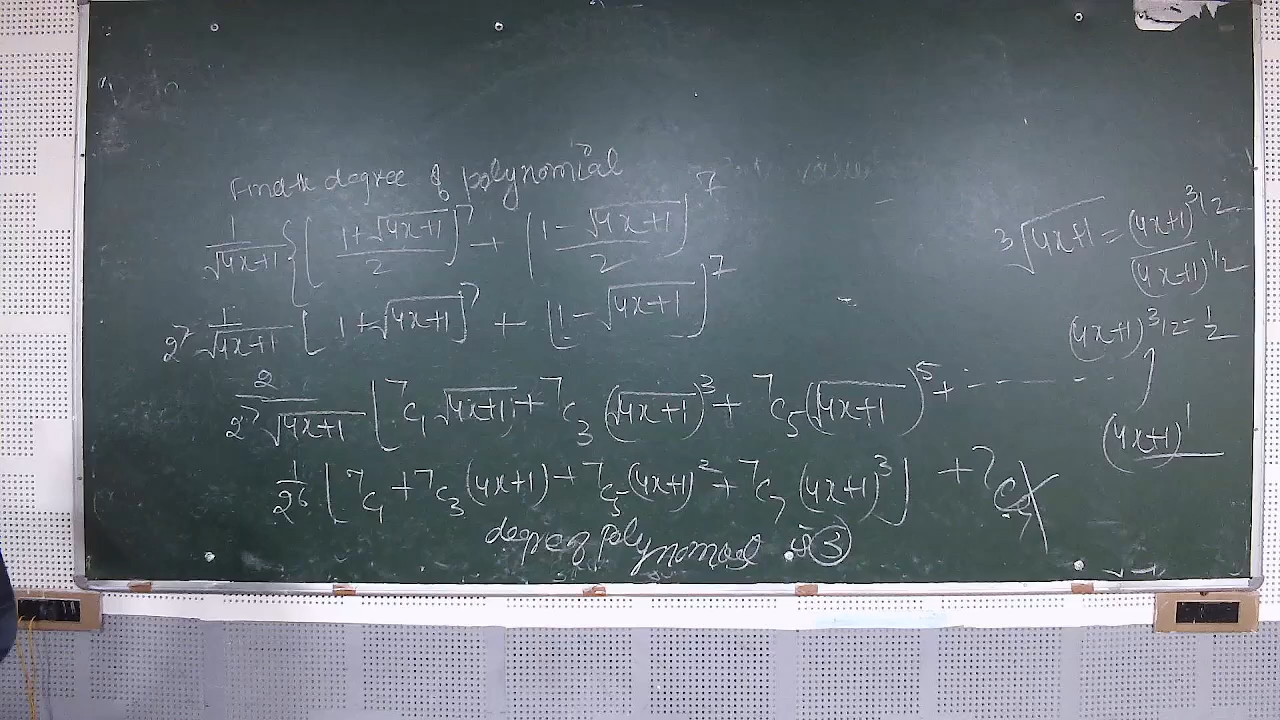 Find the degree of polynomial
1/√(4x+1) { [ (1+√(4x+1))/2 ]^7 + [ (1-√(4x+1))/2 ]^7
2^7 1/√(4x+1) [ 1+√(4x+1) ]^7 + [ 1-√(4x+1) ]^7
2/(2^7 √(4x+1)) [ 7C1 √(4x+1) + 7C3 (√(4x+1))^3 + 7C5 (√(4x+1))^5 + - - - - - - ]
1/2^6 [ 7C1 + 7C3 (4x+1) + 7C5 (4x+1)^2 + 7C7 (4x+1)^3 ] + 7C7
degree of polynomial is 3
3√(4x+1) = (4x+1)^3/2 / (4x+1)^1/2
(4x+1)^3/2 - 1/2
(4x+1)^1